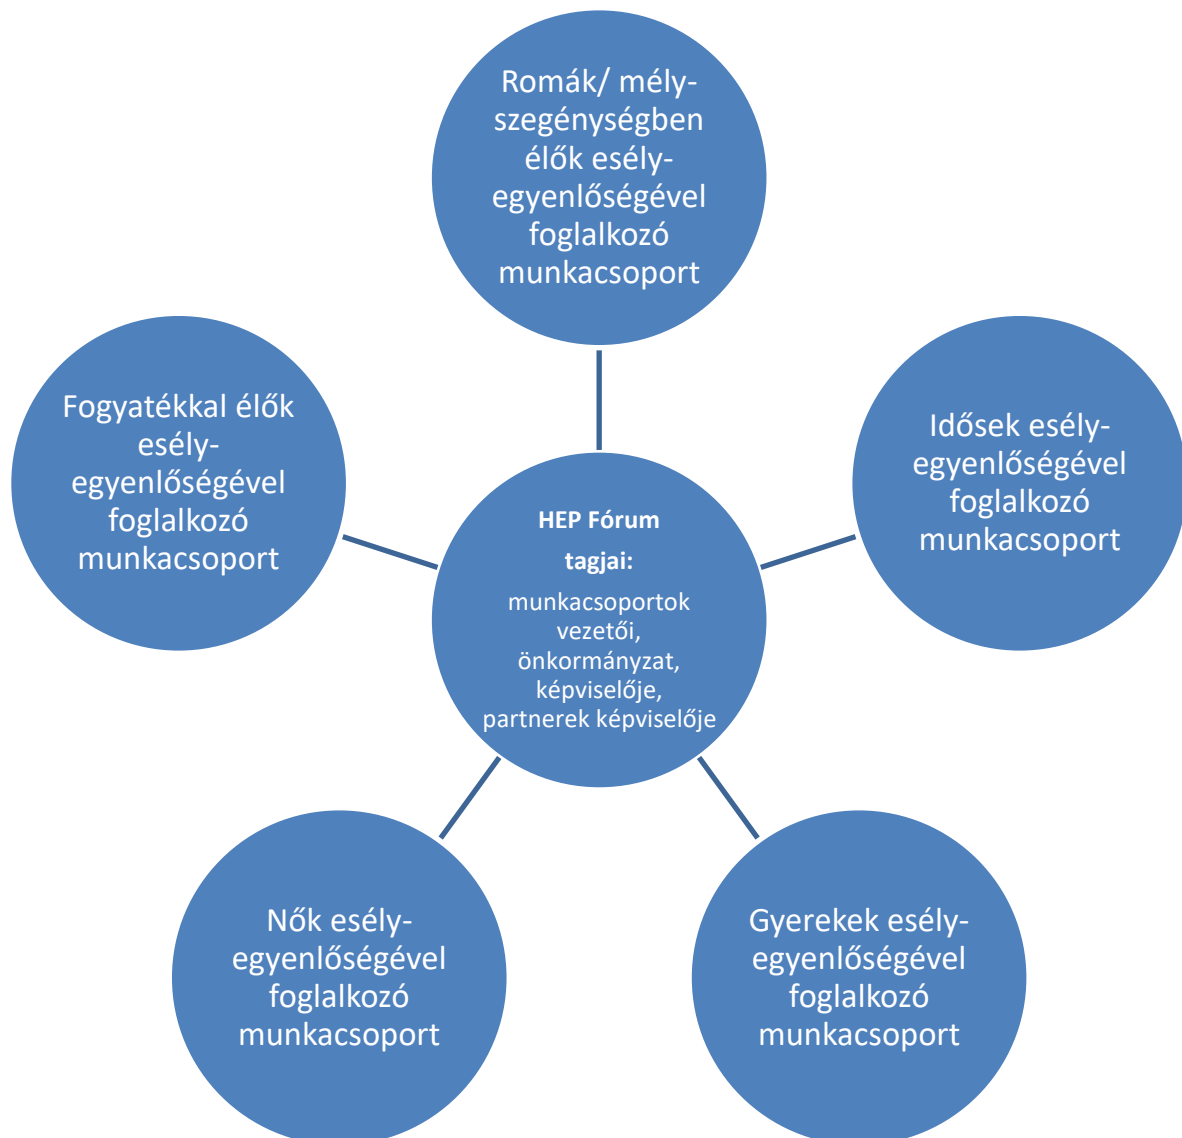 Romák/ mély-
szegénységben
élők esély-
egyenlőségével
foglalkozó
munkacsoport
Fogyatékkal élők
esély-
egyenlőségével
foglalkozó
munkacsoport
Idősek esély-
egyenlőségével
foglalkozó
munkacsoport
HEP Fórum
tagjai:
munkacsoportok
vezetői,
önkormányzat,
képviselője,
partnerek képviselője
Nők esély-
egyenlőségével
foglalkozó
munkacsoport
Gyerekek esély-
egyenlőségével
foglalkozó
munkacsoport